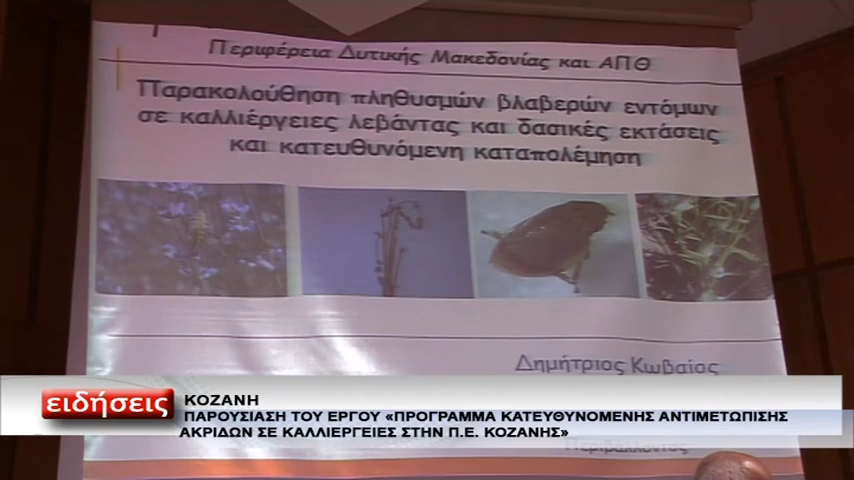 Περιφέρεια Δυτικής Μακεδονίας και ΑΠΘ
Παρακολούθηση πληθυσμών βλαβερών εντόμων
σε καλλιέργειες λεβάντας και δασικές εκτάσεις
και κατευθυνόμενη καταπολέμηση
Δημήτριος Κωβαίος
ειδήσεις
ΚΟΖΑΝΗ
ΠΑΡΟΥΣΙΑΣΗ ΤΟΥ ΕΡΓΟΥ «ΠΡΟΓΡΑΜΜΑ ΚΑΤΕΥΘΥΝΟΜΕΝΗΣ ΑΝΤΙΜΕΤΩΠΙΣΗΣ
ΑΚΡΙΔΩΝ ΣΕ ΚΑΛΛΙΕΡΓΕΙΕΣ ΣΤΗΝ Π.Ε. ΚΟΖΑΝΗΣ»
Περιβάλλοντος